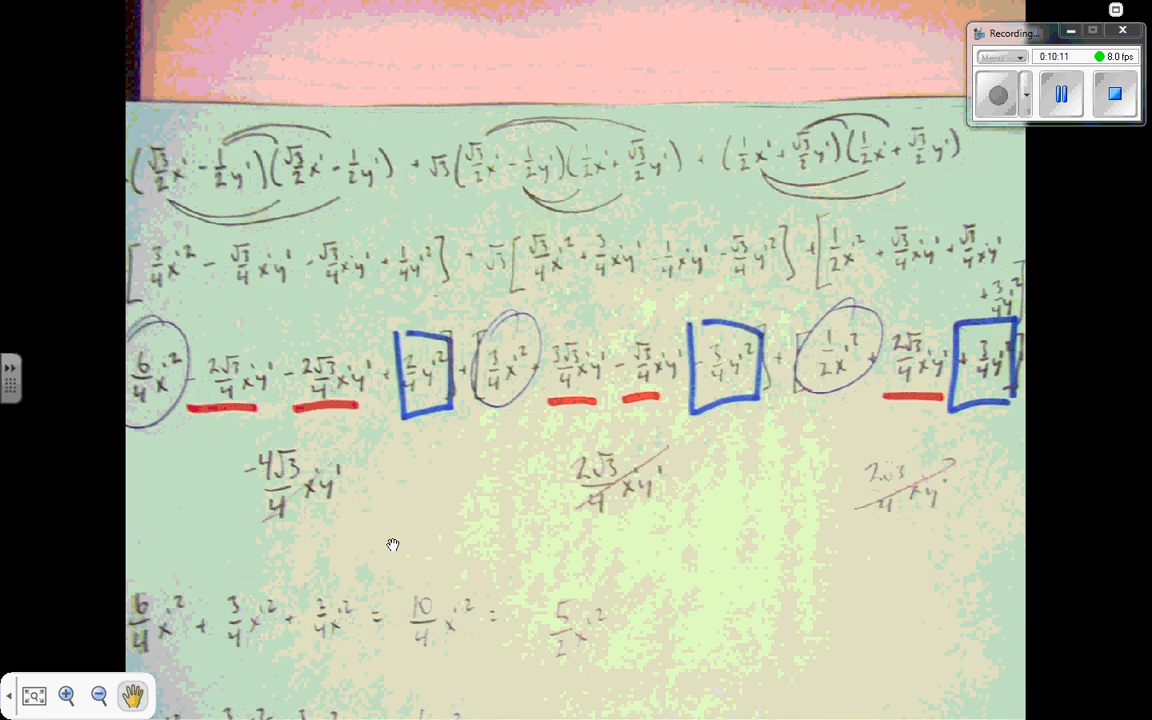 Recording...
Menu 0:10:11 8.0 fps
(√3/2 x' - 1/2 y')(√3/2 x' - 1/2 y') + √3(√3/2 x' - 1/2 y')(1/2 x' + √3/2 y') + (1/2 x' + √3/2 y')(1/2 x' + √3/2 y')
[3/4 x'² - √3/4 x'y' - √3/4 x'y' + 1/4 y'²] + √3[√3/4 x'² + 3/4 x'y' - 1/4 x'y' - √3/4 y'²] + [1/2 x'² + √3/4 x'y' + √3/4 x'y'
+ 3/4 y'²]
6/4 x'² - 2√3/4 x'y' - 2√3/4 x'y' + 2/4 y'²] + [3/4 x'² + 3√3/4 x'y' - √3/4 x'y' - 3/4 y'²] + [1/2 x'² + 2√3/4 x'y' + 3/4 y'²]
-4√3/4 x'y' 2√3/4 x'y' 2√3/4 x'y'
6/4 x'² + 3/4 x'² + /4 x'² = 10/4 x'² = 5/2 x'²